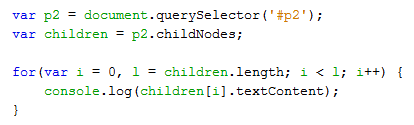 var p2 = document.querySelector('#p2');
var children = p2.childNodes;

for(var i = 0, l = children.length; i < l; i++) {
    console.log(children[i].textContent);
}